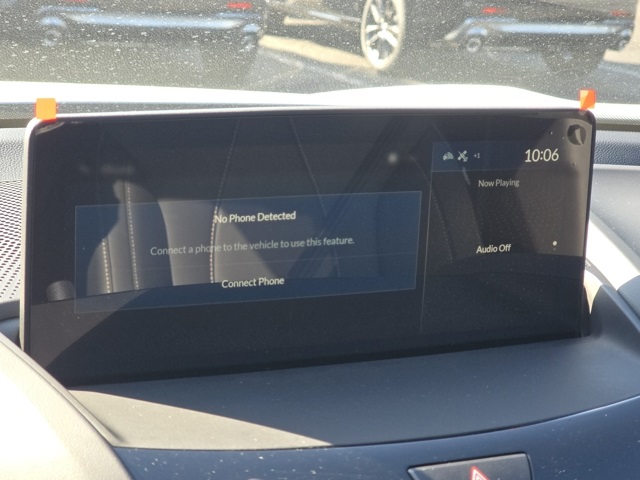 No Phone Detected
Connect a phone to the vehicle to use this feature.
Connect Phone
+1
10:06
Now Playing
Audio Off